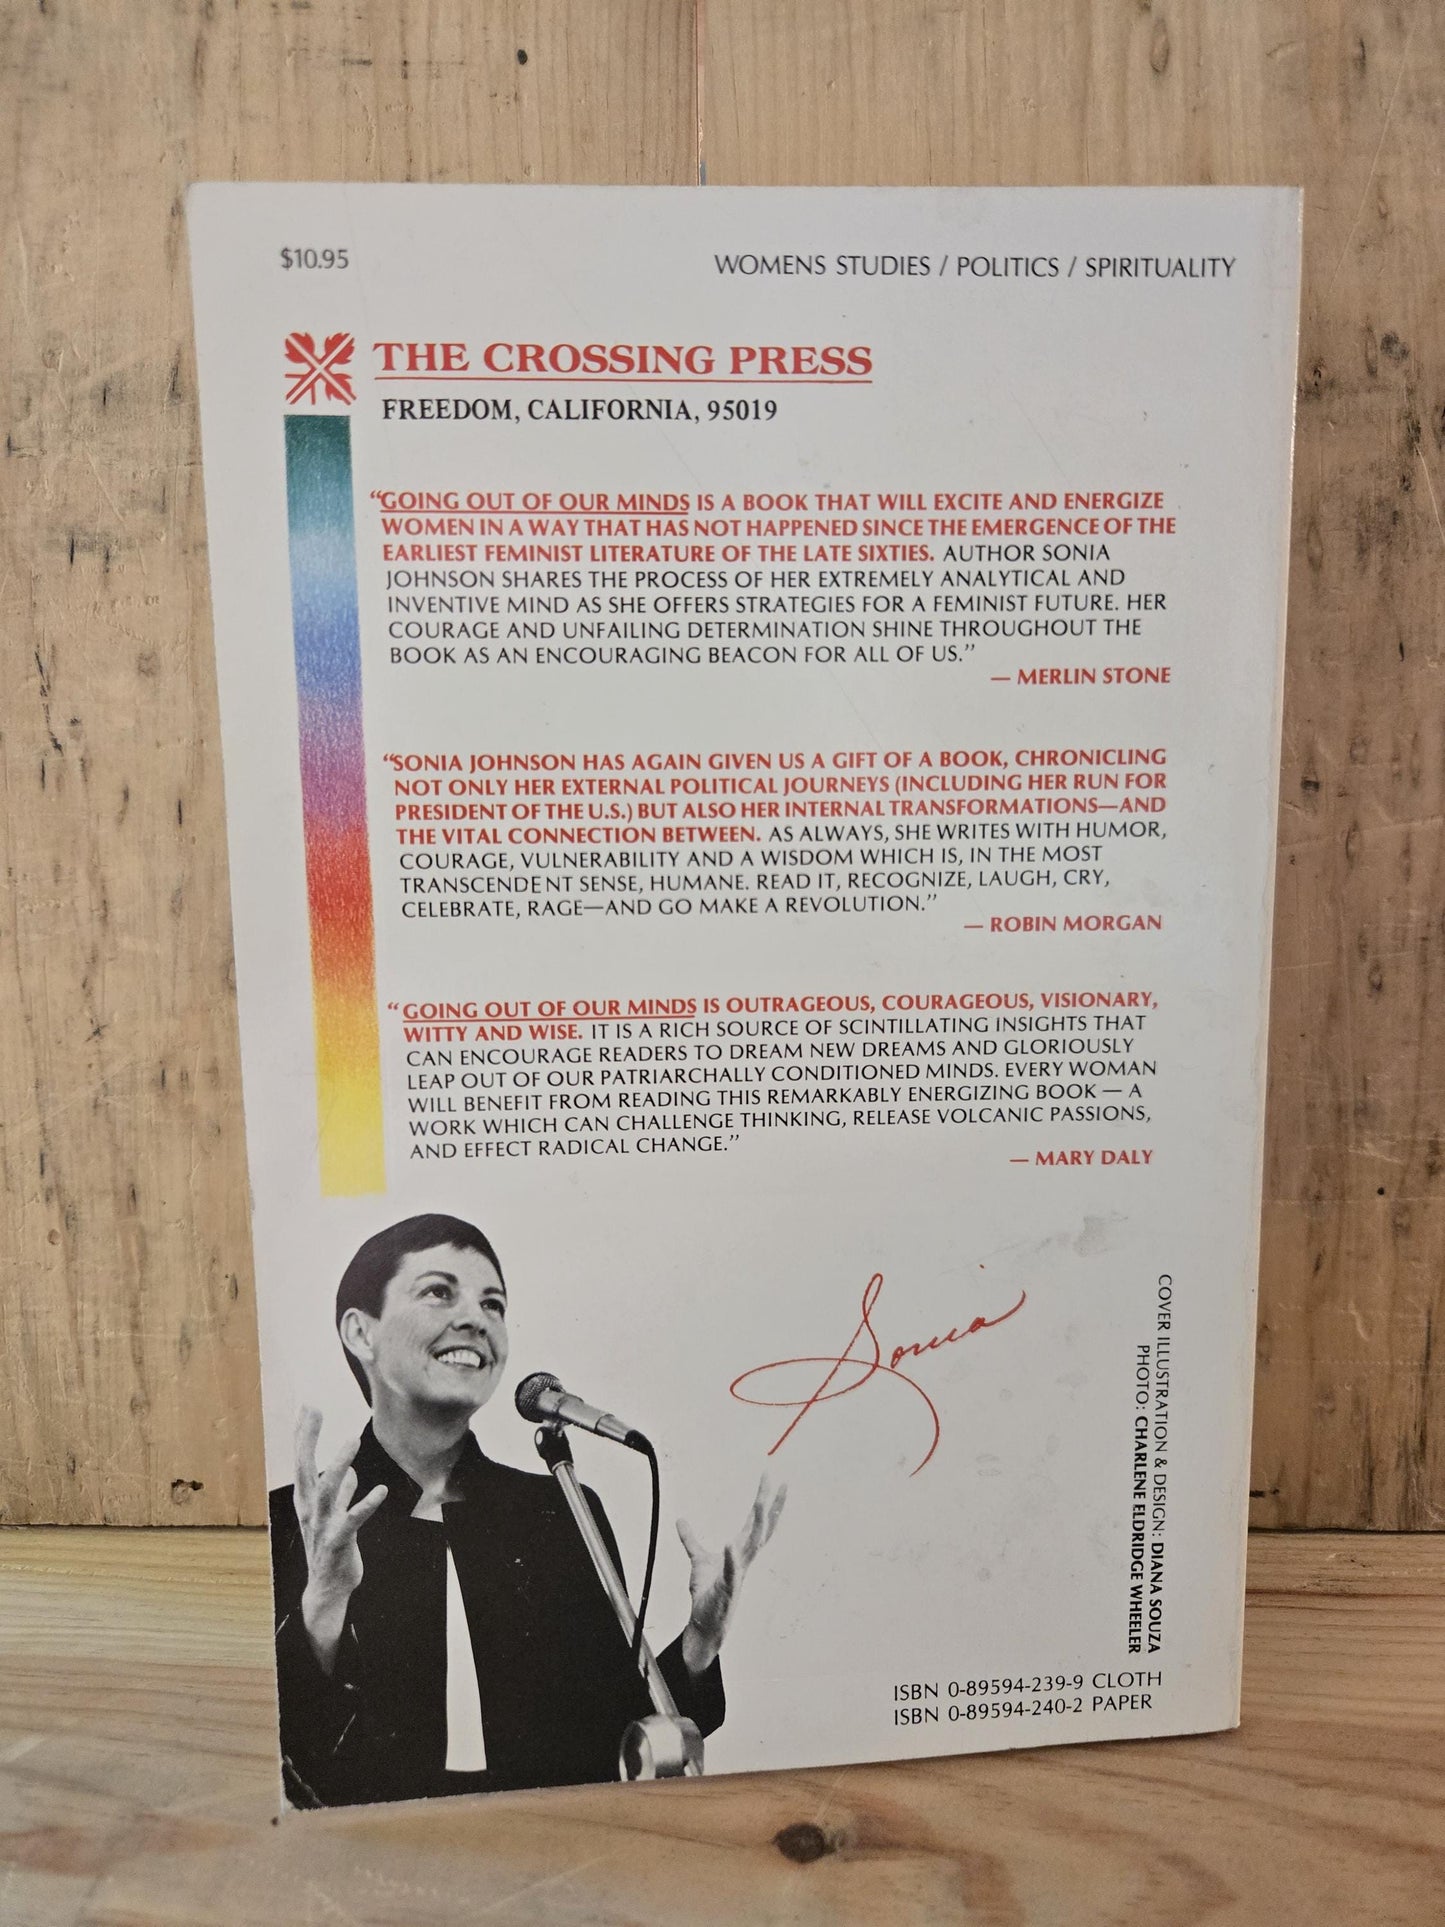 $10.95
WOMENS STUDIES / POLITICS / SPIRITUALITY
THE CROSSING PRESS
FREEDOM, CALIFORNIA, 95019
“GOING OUT OF OUR MINDS IS A BOOK THAT WILL EXCITE AND ENERGIZE
WOMEN IN A WAY THAT HAS NOT HAPPENED SINCE THE EMERGENCE OF THE
EARLIEST FEMINIST LITERATURE OF THE LATE SIXTIES. AUTHOR SONIA
JOHNSON SHARES THE PROCESS OF HER EXTREMELY ANALYTICAL AND
INVENTIVE MIND AS SHE OFFERS STRATEGIES FOR A FEMINIST FUTURE. HER
COURAGE AND UNFAILING DETERMINATION SHINE THROUGHOUT THE
BOOK AS AN ENCOURAGING BEACON FOR ALL OF US.”
— MERLIN STONE
“SONIA JOHNSON HAS AGAIN GIVEN US A GIFT OF A BOOK, CHRONICLING
NOT ONLY HER EXTERNAL POLITICAL JOURNEYS (INCLUDING HER RUN FOR
PRESIDENT OF THE U.S.) BUT ALSO HER INTERNAL TRANSFORMATIONS—AND
THE VITAL CONNECTION BETWEEN. AS ALWAYS, SHE WRITES WITH HUMOR,
COURAGE, VULNERABILITY AND A WISDOM WHICH IS, IN THE MOST
TRANSCENDENT SENSE, HUMANE. READ IT, RECOGNIZE, LAUGH, CRY,
CELEBRATE, RAGE—AND GO MAKE A REVOLUTION.”
— ROBIN MORGAN
“GOING OUT OF OUR MINDS IS OUTRAGEOUS, COURAGEOUS, VISIONARY,
WITTY AND WISE. IT IS A RICH SOURCE OF SCINTILLATING INSIGHTS THAT
CAN ENCOURAGE READERS TO DREAM NEW DREAMS AND GLORIOUSLY
LEAP OUT OF OUR PATRIARCHALLY CONDITIONED MINDS. EVERY WOMAN
WILL BENEFIT FROM READING THIS REMARKABLY ENERGIZING BOOK — A
WORK WHICH CAN CHALLENGE THINKING, RELEASE VOLCANIC PASSIONS,
AND EFFECT RADICAL CHANGE.”
— MARY DALY
Sonia
COVER ILLUSTRATION & DESIGN: DIANA SOUZA
PHOTO: CHARLENE ELDRIDGE WHEELER
ISBN 0-89594-239-9 CLOTH
ISBN 0-89594-240-2 PAPER